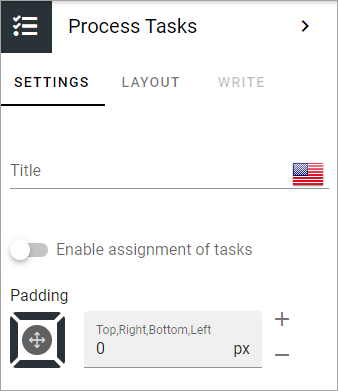 Process Tasks
SETTINGS LAYOUT WRITE
Title
Enable assignment of tasks
Padding
Top,Right,Bottom,Left
0 px